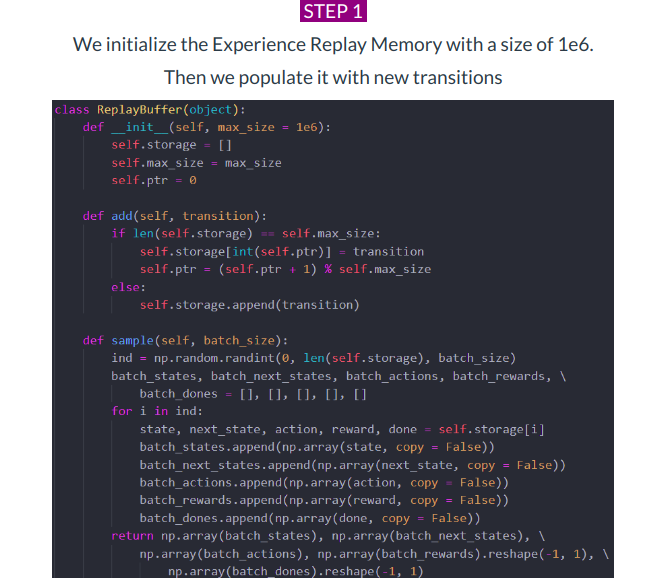 STEP 1
We initialize the Experience Replay Memory with a size of 1e6.
Then we populate it with new transitions
class ReplayBuffer(object):
    def __init__(self, max_size = 1e6):
        self.storage = []
        self.max_size = max_size
        self.ptr = 0

    def add(self, transition):
        if len(self.storage) == self.max_size:
            self.storage[int(self.ptr)] = transition
            self.ptr = (self.ptr + 1) % self.max_size
        else:
            self.storage.append(transition)

    def sample(self, batch_size):
        ind = np.random.randint(0, len(self.storage), batch_size)
        batch_states, batch_next_states, batch_actions, batch_rewards, \
            batch_dones = [], [], [], [], []
        for i in ind:
            state, next_state, action, reward, done = self.storage[i]
            batch_states.append(np.array(state, copy = False))
            batch_next_states.append(np.array(next_state, copy = False))
            batch_actions.append(np.array(action, copy = False))
            batch_rewards.append(np.array(reward, copy = False))
            batch_dones.append(np.array(done, copy = False))
        return np.array(batch_states), np.array(batch_next_states), \
            np.array(batch_actions), np.array(batch_rewards).reshape(-1, 1), \
                np.array(batch_dones).reshape(-1, 1)